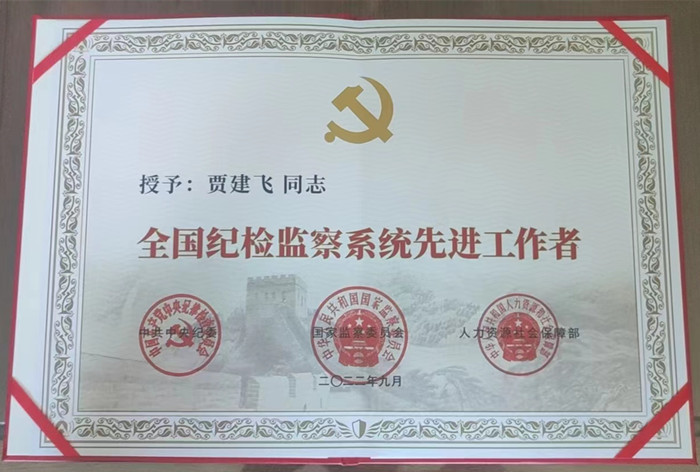 授予：贾建飞 同志
全国纪检监察系统先进工作者
中共中央纪委 国家监察委员会 人力资源社会保障部
二〇二二年九月